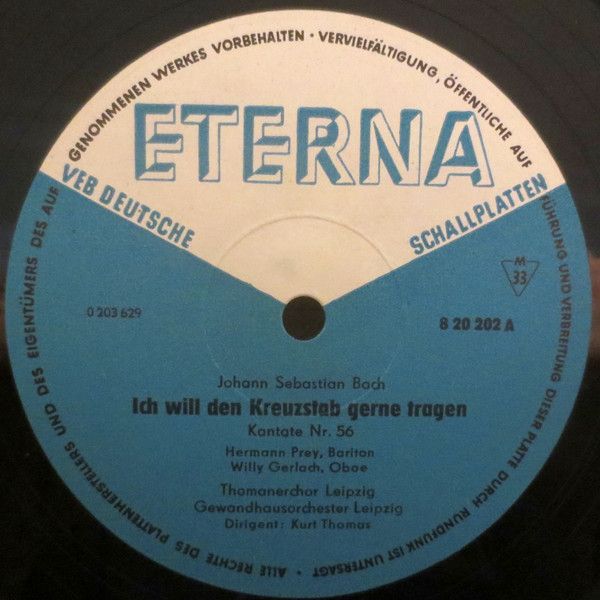 ALLE RECHTE DES PLATTENHERSTELLERS UND DES EIGENTÜMERS DES AUFGENOMMENEN WERKES VORBEHALTEN · VERVIELFÄLTIGUNG, ÖFFENTLICHE AUFFÜHRUNG UND VERBREITUNG DIESER PLATTE DURCH RUNDFUNK IST UNTERSAGT ·
ETERNA
VEB DEUTSCHE SCHALLPLATTEN
M
33
0 203 629
8 20 202 A
Johann Sebastian Bach
Ich will den Kreuzstab gerne tragen
Kantate Nr. 56
Hermann Prey, Bariton
Willy Gerlach, Oboe
Thomanerchor Leipzig
Gewandhausorchester Leipzig
Dirigent: Kurt Thomas